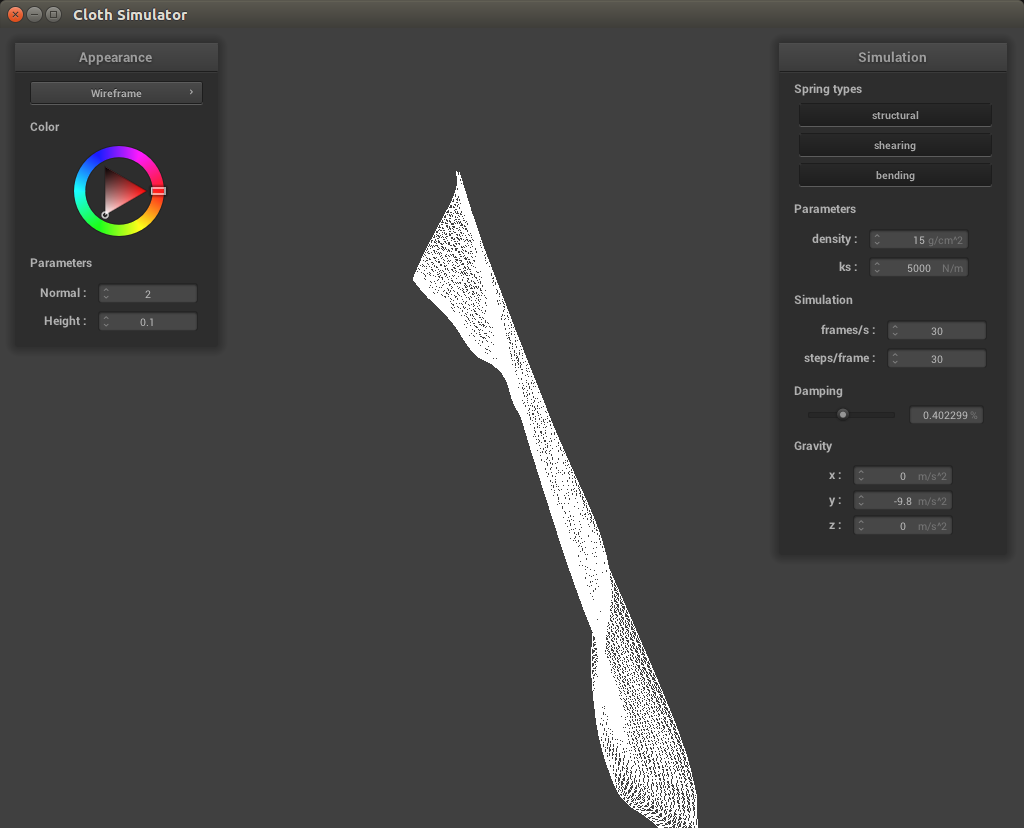 Cloth Simulator
Appearance
Wireframe
Color
Parameters
Normal : 2
Height : 0.1
Simulation
Spring types
structural
shearing
bending
Parameters
density : 15 g/cm^2
ks : 5000 N/m
Simulation
frames/s : 30
steps/frame : 30
Damping
0.402299 %
Gravity
x : 0 m/s^2
y : -9.8 m/s^2
z : 0 m/s^2